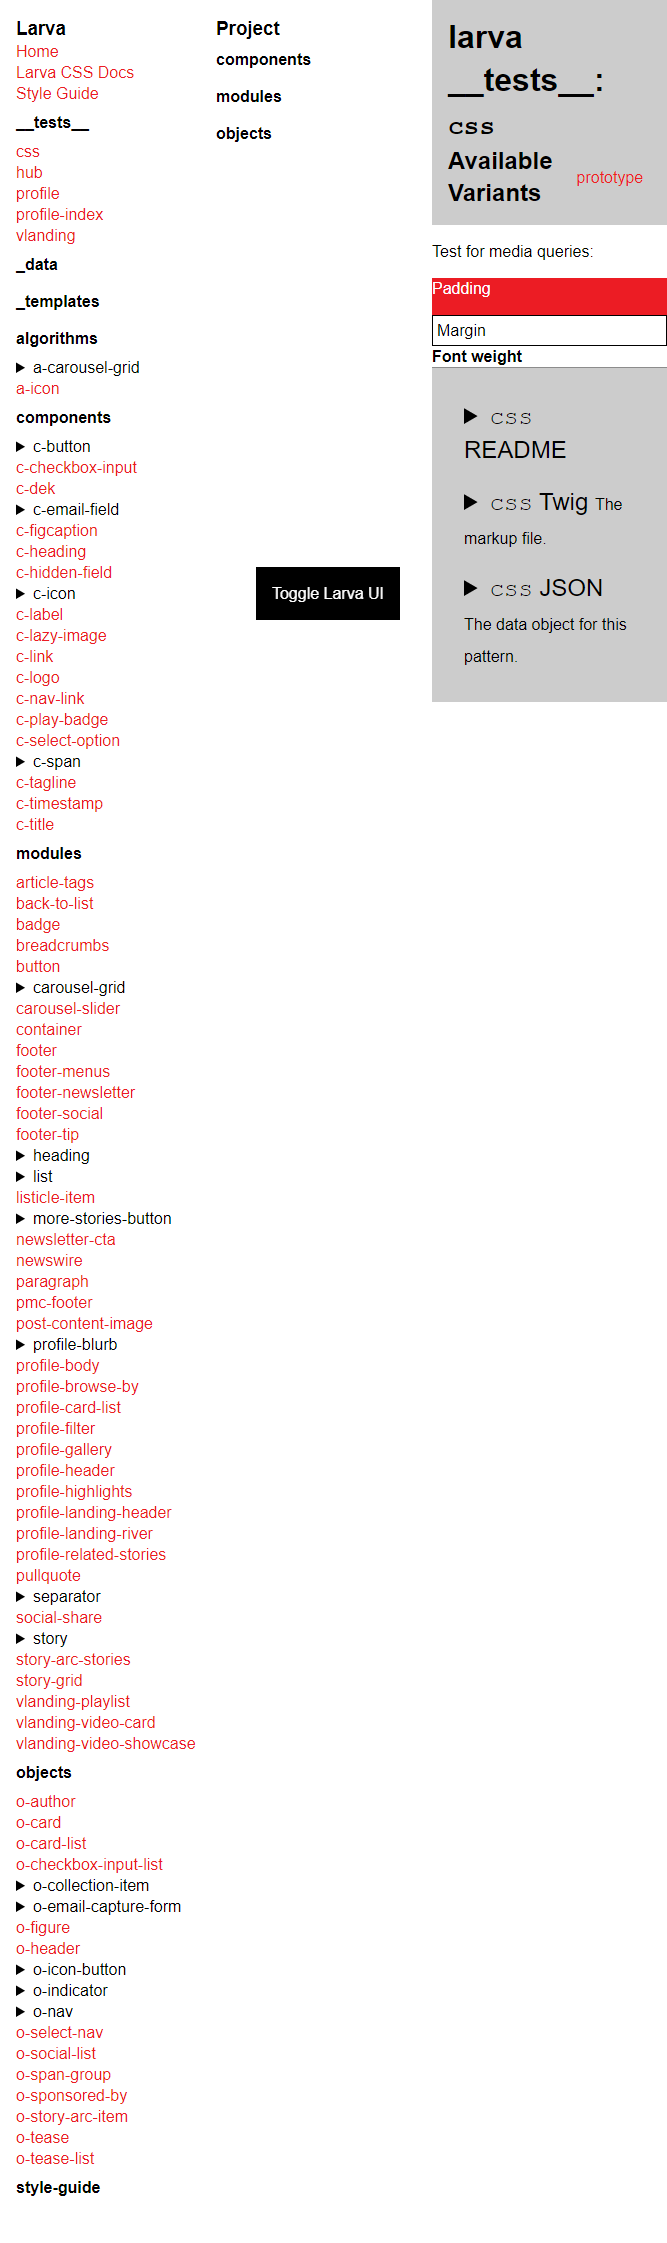 Larva
Home
Larva CSS Docs
Style Guide
__tests__
css
hub
profile
profile-index
vlanding
_data
_templates
algorithms
a-carousel-grid
a-icon
components
c-button
c-checkbox-input
c-dek
c-email-field
c-figcaption
c-heading
c-hidden-field
c-icon
c-label
c-lazy-image
c-link
c-logo
c-nav-link
c-play-badge
c-select-option
c-span
c-tagline
c-timestamp
c-title
modules
article-tags
back-to-list
badge
breadcrumbs
button
carousel-grid
carousel-slider
container
footer
footer-menus
footer-newsletter
footer-social
footer-tip
heading
list
listicle-item
more-stories-button
newsletter-cta
newswire
paragraph
pmc-footer
post-content-image
profile-blurb
profile-body
profile-browse-by
profile-card-list
profile-filter
profile-gallery
profile-header
profile-highlights
profile-landing-header
profile-landing-river
profile-related-stories
pullquote
separator
social-share
story
story-arc-stories
story-grid
vlanding-playlist
vlanding-video-card
vlanding-video-showcase
objects
o-author
o-card
o-card-list
o-checkbox-input-list
o-collection-item
o-email-capture-form
o-figure
o-header
o-icon-button
o-indicator
o-nav
o-select-nav
o-social-list
o-span-group
o-sponsored-by
o-story-arc-item
o-tease
o-tease-list
style-guide
Project
components
modules
objects
Toggle Larva UI
larva
__tests__:
css
Available
Variants
prototype
Test for media queries:
Padding
Margin
Font weight
css
README
css Twig The
markup file.
css JSON
The data object for this
pattern.